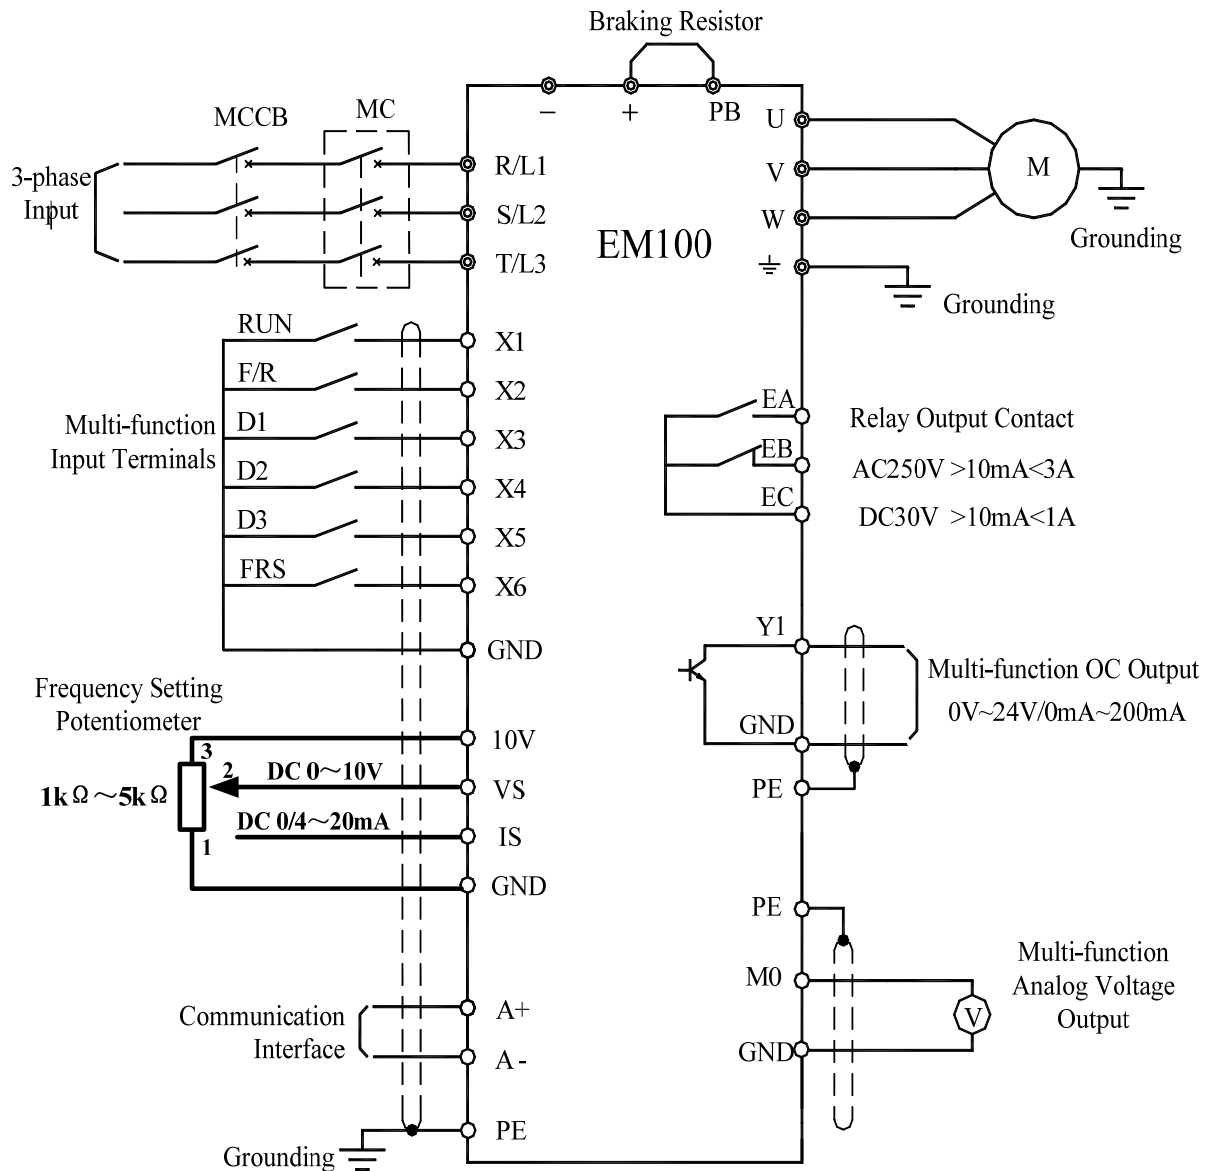 Braking Resistor
− + PB
MCCB
MC
3-phase
Input
R/L1
S/L2
T/L3
EM100
U
V
W
M
Grounding
Grounding
RUN
F/R
D1
D2
D3
FRS
Multi-function
Input Terminals
X1
X2
X3
X4
X5
X6
GND
EA
EB
EC
Relay Output Contact
AC250V >10mA<3A
DC30V >10mA<1A
Y1
GND
PE
Multi-function OC Output
0V~24V/0mA~200mA
Frequency Setting
Potentiometer
3
2
1
1kΩ～5kΩ
DC 0～10V
DC 0/4～20mA
10V
VS
IS
GND
PE
M0
GND
V
Multi-function
Analog Voltage
Output
Communication
Interface
A+
A -
PE
Grounding